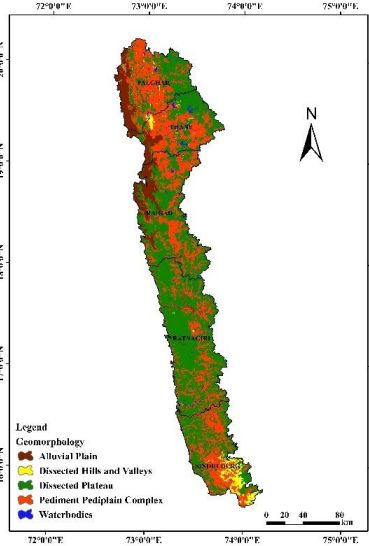 72°0'0"E 73°0'0"E 74°0'0"E 75°0'0"E
N
PALGHAR
THANE
RAIGAD
RATNAGIRI
SINDHUDURG
Legend
Geomorphology
Alluvial Plain
Dissected Hills and Valleys
Dissected Plateau
Pediment Pediplain Complex
Waterbodies
0 20 40 80
km
72°0'0"E 73°0'0"E 74°0'0"E 75°0'0"E